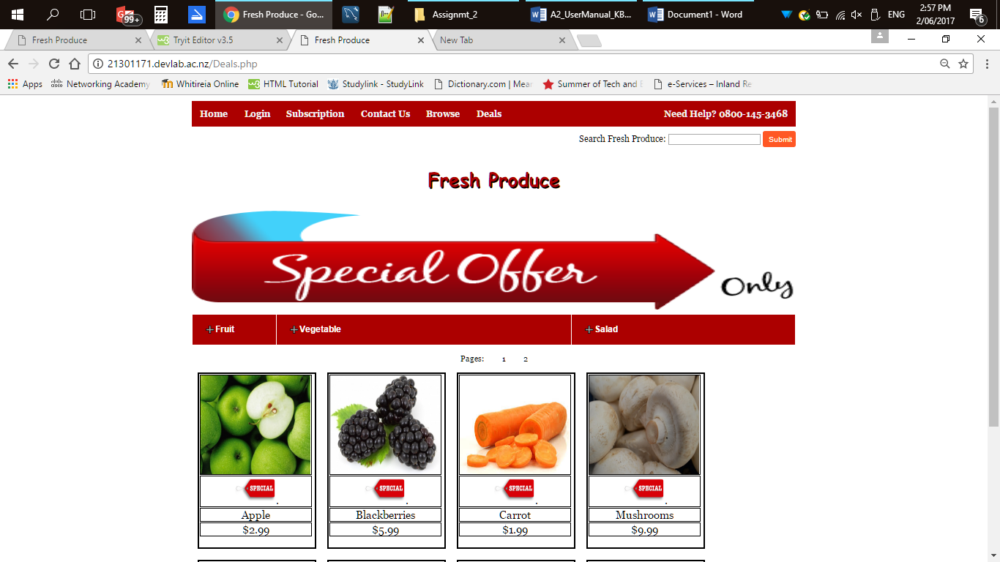 99+
Fresh Produce - Go...
Assignmt_2
A2_UserManual_KB...
Document1 - Word
ENG
2:57 PM
2/06/2017
6
Fresh Produce
Tryit Editor v3.5
Fresh Produce
New Tab
21301171.devlab.ac.nz/Deals.php
Apps
Networking Academy
Whitireia Online
HTML Tutorial
Studylink - StudyLink
Dictionary.com | Mear
Summer of Tech and
e-Services – Inland Re
Home Login Subscription Contact Us Browse Deals Need Help? 0800-145-3468
Search Fresh Produce: Submit
Fresh Produce
Special Offer Only
Fruit Vegetable Salad
Pages: 1 2
SPECIAL . SPECIAL . SPECIAL . SPECIAL .
Apple Blackberries Carrot Mushrooms
$2.99 $5.99 $1.99 $9.99